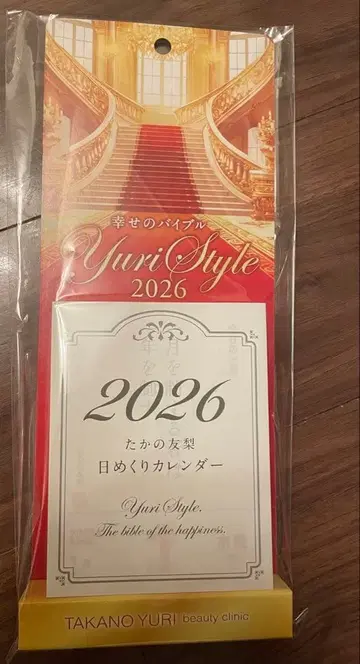 幸せのバイブル
Yuri Style
2026
2026
たかの友梨
日めくりカレンダー
Yuri Style.
The bible of the happiness.
TAKANO YURI beauty clinic